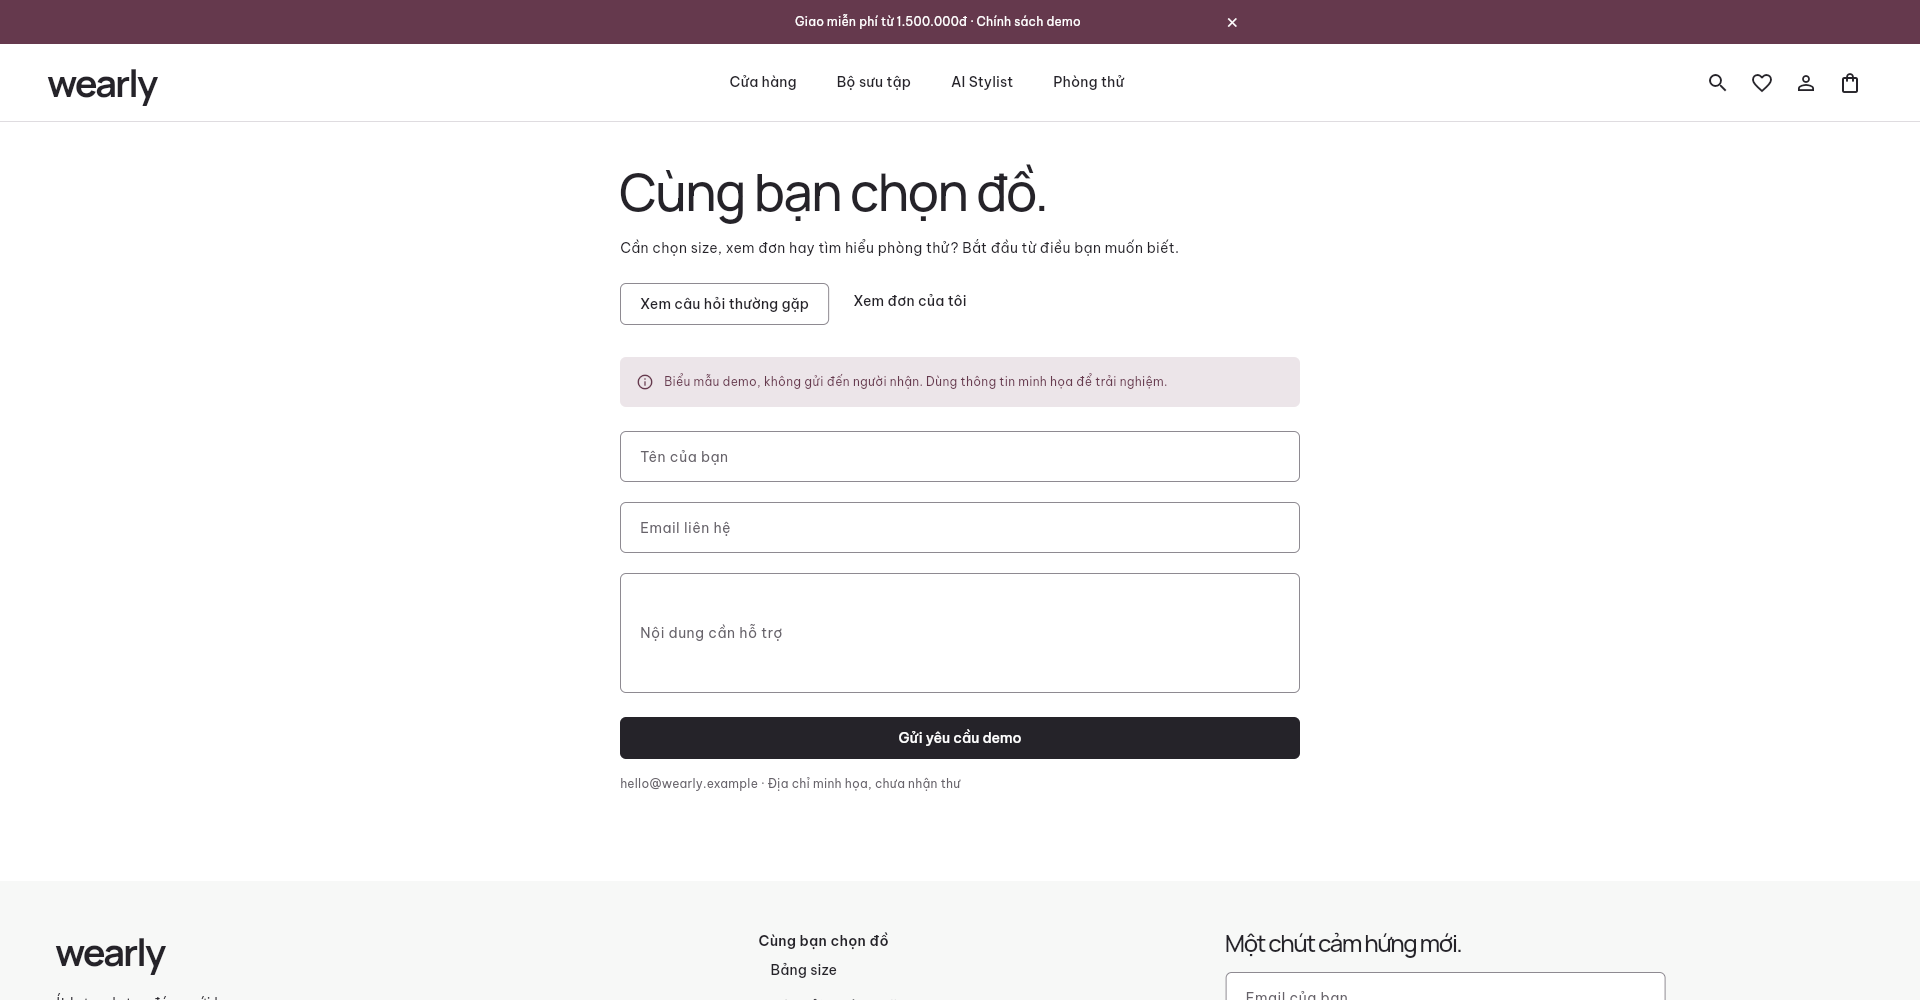 Giao miễn phí từ 1.500.000đ · Chính sách demo
wearly
Cửa hàng
Bộ sưu tập
AI Stylist
Phòng thử
Cùng bạn chọn đồ.
Cần chọn size, xem đơn hay tìm hiểu phòng thử? Bắt đầu từ điều bạn muốn biết.
Xem câu hỏi thường gặp
Xem đơn của tôi
Biểu mẫu demo, không gửi đến người nhận. Dùng thông tin minh họa để trải nghiệm.
Tên của bạn
Email liên hệ
Nội dung cần hỗ trợ
Gửi yêu cầu demo
hello@wearly.example · Địa chỉ minh họa, chưa nhận thư
wearly
Cùng bạn chọn đồ
Bảng size
Một chút cảm hứng mới.
Email của bạn